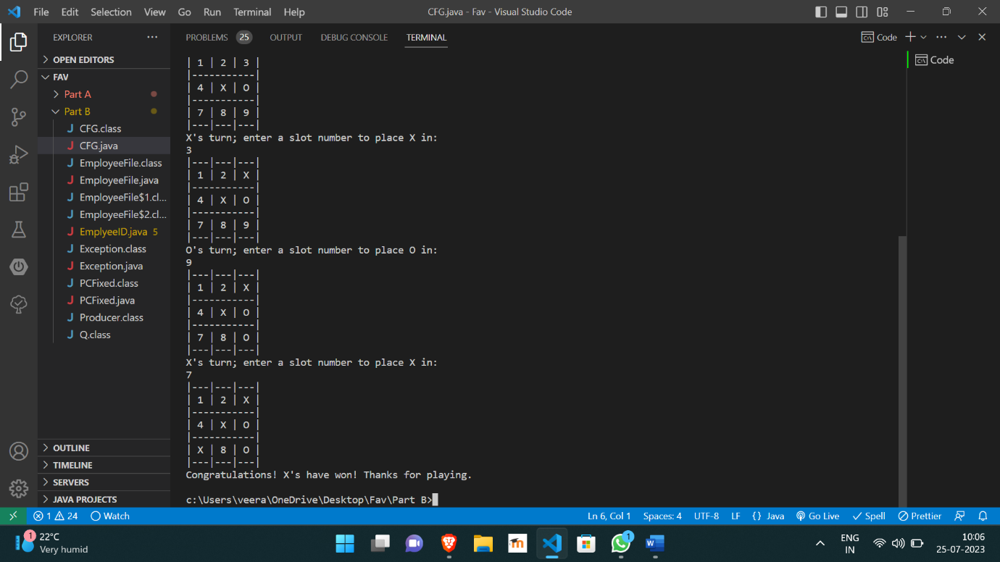 File Edit Selection View Go Run Terminal Help
CFG.java - Fav - Visual Studio Code
EXPLORER
OPEN EDITORS
FAV
Part A
Part B
J CFG.class
J CFG.java
J EmployeeFile.class
J EmployeeFile.java
J EmployeeFile$1.cl...
J EmployeeFile$2.cl...
J EmplyeeID.java 5
J Exception.class
J Exception.java
J PCFixed.class
J PCFixed.java
J Producer.class
J Q.class
OUTLINE
TIMELINE
SERVERS
JAVA PROJECTS
PROBLEMS 25 OUTPUT DEBUG CONSOLE TERMINAL
Code
Code
| 1 | 2 | 3 |
|-----------|
| 4 | X | O |
|-----------|
| 7 | 8 | 9 |
|---|---|---|
X's turn; enter a slot number to place X in:
3
|---|---|---|
| 1 | 2 | X |
|-----------|
| 4 | X | O |
|-----------|
| 7 | 8 | 9 |
|---|---|---|
O's turn; enter a slot number to place O in:
9
|---|---|---|
| 1 | 2 | X |
|-----------|
| 4 | X | O |
|-----------|
| 7 | 8 | O |
|---|---|---|
X's turn; enter a slot number to place X in:
7
|---|---|---|
| 1 | 2 | X |
|-----------|
| 4 | X | O |
|-----------|
| X | 8 | O |
|---|---|---|
Congratulations! X's have won! Thanks for playing.
c:\Users\veera\OneDrive\Desktop\Fav\Part B>
1 24 Watch
Ln 6, Col 1 Spaces: 4 UTF-8 LF {} Java Go Live Spell Prettier
1
22°C
Very humid
m
1
W
ENG
IN
10:06
25-07-2023